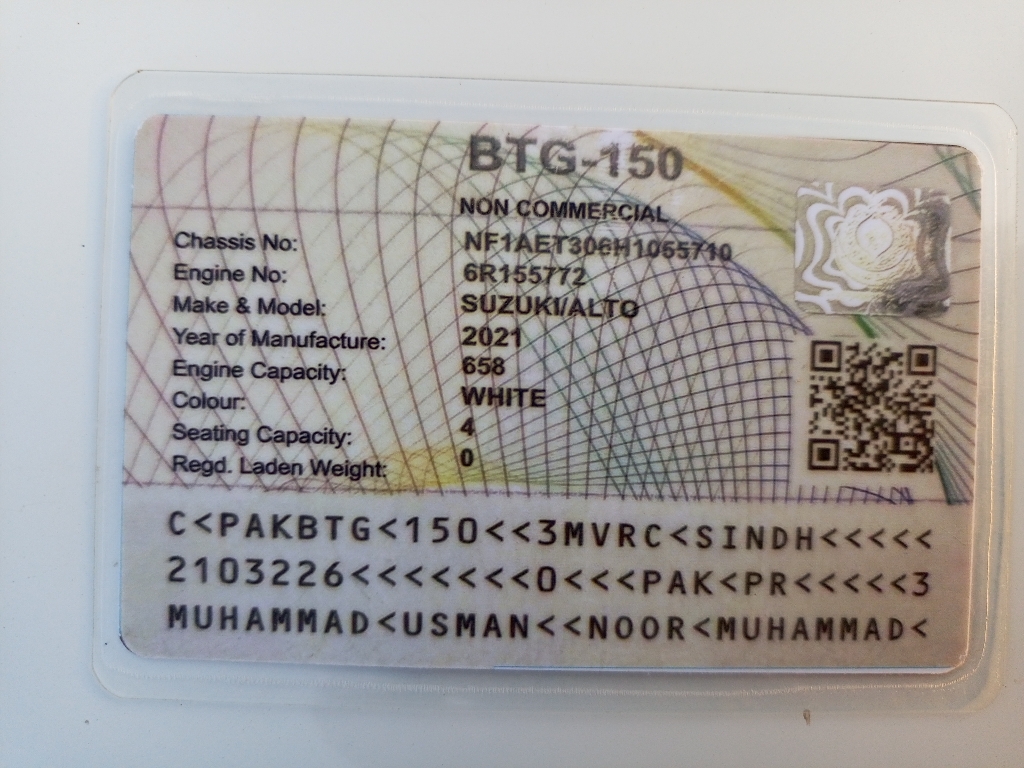 BTG-150
NON COMMERCIAL
Chassis No: NF1AET306H1055710
Engine No: 6R155772
Make & Model: SUZUKI/ALTO
Year of Manufacture: 2021
Engine Capacity: 658
Colour: WHITE
Seating Capacity: 4
Regd. Laden Weight: 0
C<PAKBTG<150<<3MVRC<SINDH<<<<<
2103226<<<<<<<0<<<PAK<PR<<<<<3
MUHAMMAD<USMAN<<NOOR<MUHAMMAD<